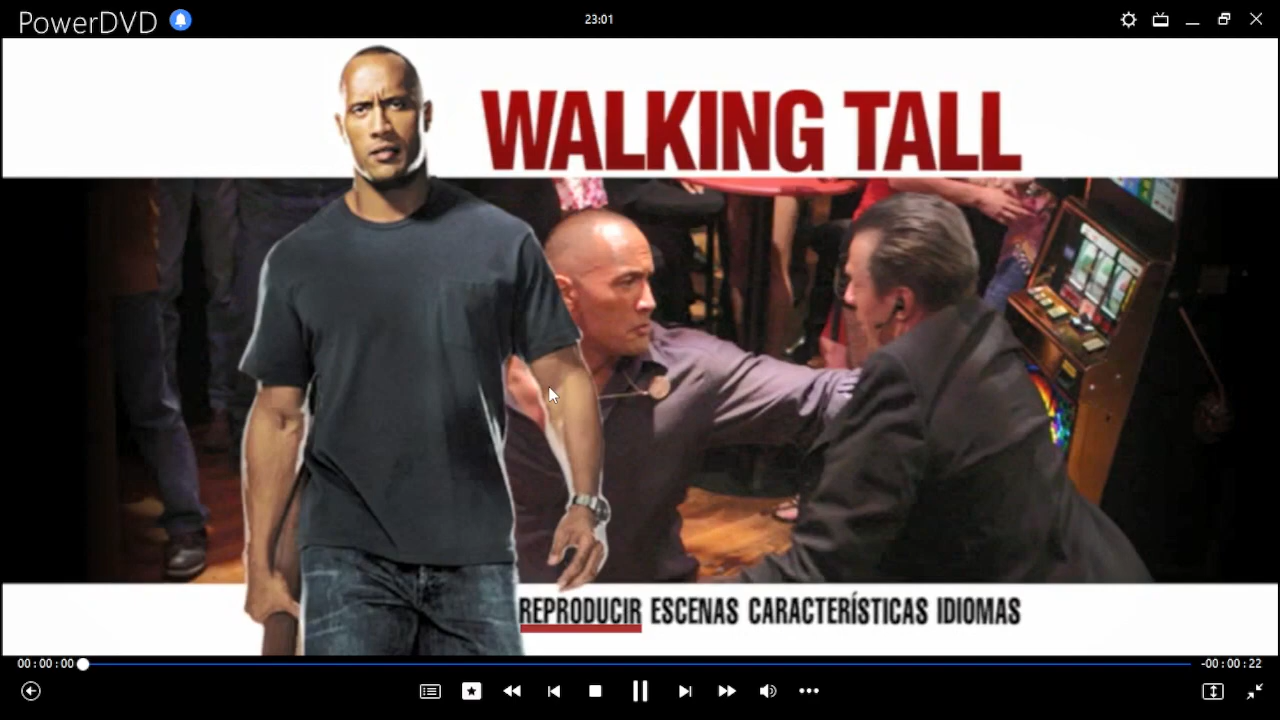 PowerDVD
23:01
WALKING TALL
REPRODUCIR ESCENAS CARACTERÍSTICAS IDIOMAS
00:00:00
-00:00:22